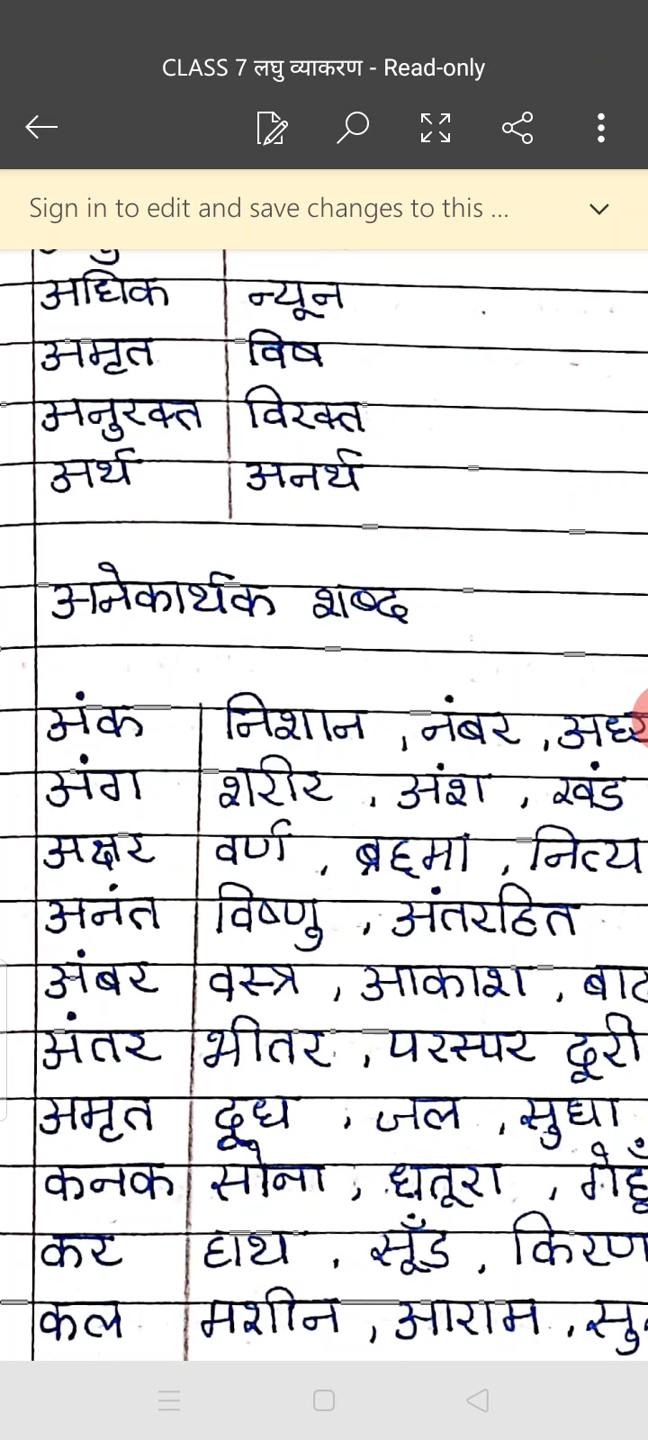 CLASS 7 लघु व्याकरण - Read-only
Sign in to edit and save changes to this ...
अधिक न्यून
अमृत विष
अनुरक्त विरक्त
अर्थ अनर्थ
अनेकार्थक शब्द
अंक निशान , नंबर ,
अंग शरीर , अंश , खंड
अक्षर वर्ण , ब्रह्मा , नित्य
अनंत विष्णु , अंतरहित
अंबर वस्त्र , आकाश ,
अंतर भीतर , परस्पर दूरी
अमृत दूध , जल , सुधा
कनक सोना , धतूरा , गेहूँ
कर हाथ , सूँड , किरण
कल मशीन , आराम ,